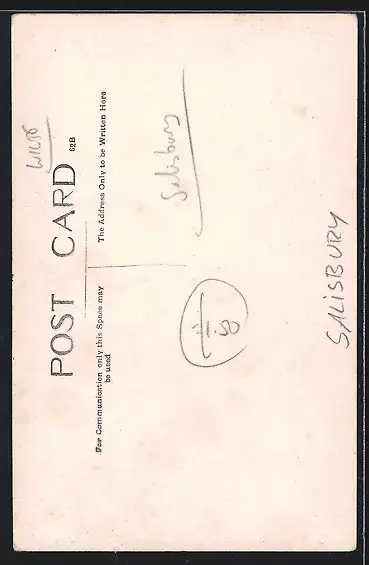 WILTS
POST CARD
62B
For Communication only this Space may
be used
The Address Only to be Written Here
Salisbury
SALISBURY